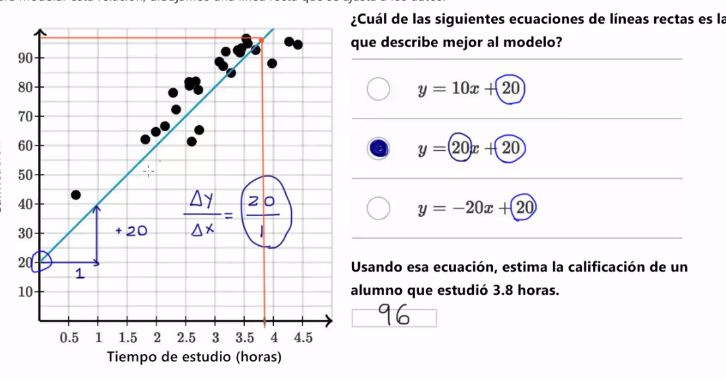 ¿Cuál de las siguientes ecuaciones de líneas rectas es la
que describe mejor al modelo?
y = 10x + 20
y = 20x + 20
y = −20x + 20
Usando esa ecuación, estima la calificación de un
alumno que estudió 3.8 horas.
96
90
80
70
60
50
40
30
20
10
Δy
Δx
=
20
1
+20
1
0.5 1 1.5 2 2.5 3 3.5 4 4.5
Tiempo de estudio (horas)